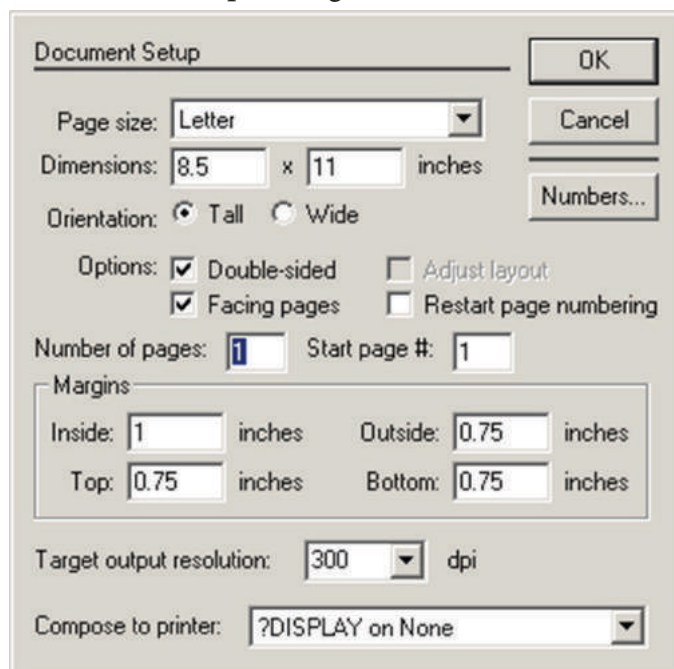 Document Setup
OK
Page size: Letter
Cancel
Dimensions: 8.5 x 11 inches
Numbers...
Orientation: Tall Wide
Options: Double-sided Adjust layout
Facing pages Restart page numbering
Number of pages: 1 Start page #: 1
Margins
Inside: 1 inches Outside: 0.75 inches
Top: 0.75 inches Bottom: 0.75 inches
Target output resolution: 300 dpi
Compose to printer: ?DISPLAY on None